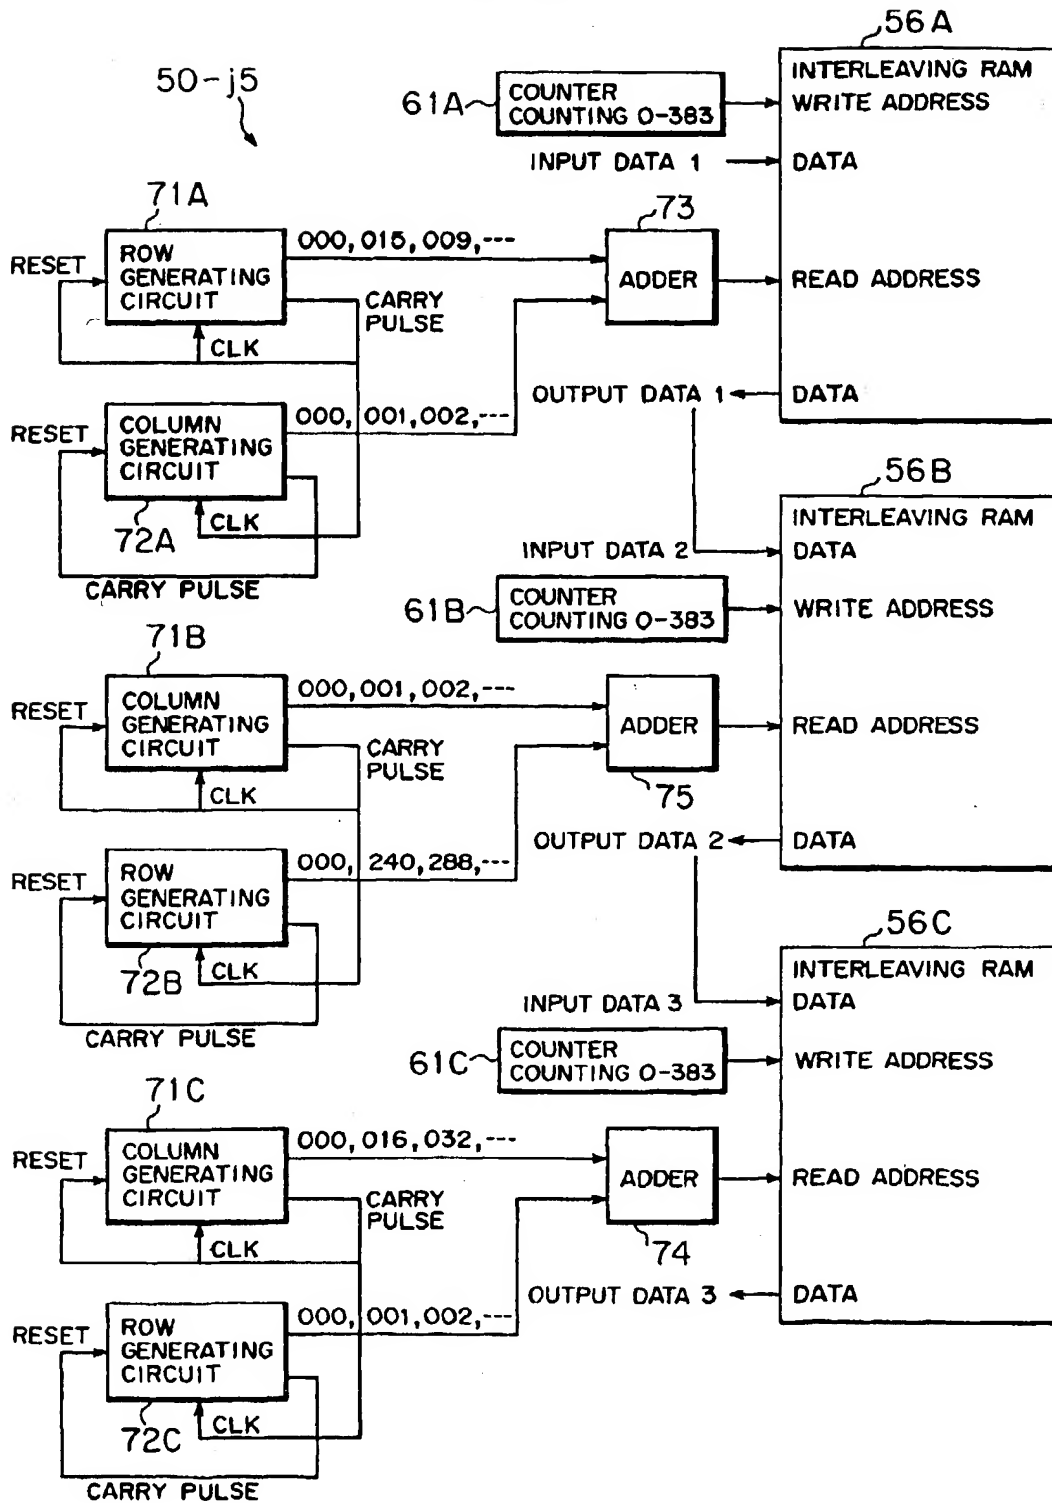 50-j5
61A
COUNTER
COUNTING 0-383
INPUT DATA 1
56A
INTERLEAVING RAM
WRITE ADDRESS
DATA
READ ADDRESS
DATA
71A
RESET
ROW
GENERATING
CIRCUIT
000, 015, 009, ---
CARRY
PULSE
CLK
73
ADDER
OUTPUT DATA 1
RESET
COLUMN
GENERATING
CIRCUIT
000, 001, 002, ---
72A
CLK
CARRY PULSE
56B
INTERLEAVING RAM
DATA
WRITE ADDRESS
READ ADDRESS
DATA
INPUT DATA 2
61B
COUNTER
COUNTING 0-383
71B
RESET
COLUMN
GENERATING
CIRCUIT
000, 001, 002, ---
CARRY
PULSE
CLK
ADDER
75
OUTPUT DATA 2
RESET
ROW
GENERATING
CIRCUIT
000, 240, 288, ---
72B
CLK
CARRY PULSE
56C
INTERLEAVING RAM
DATA
WRITE ADDRESS
READ ADDRESS
DATA
INPUT DATA 3
61C
COUNTER
COUNTING 0-383
71C
RESET
COLUMN
GENERATING
CIRCUIT
000, 016, 032, ---
CARRY
PULSE
CLK
ADDER
74
OUTPUT DATA 3
RESET
ROW
GENERATING
CIRCUIT
000, 001, 002, ---
72C
CLK
CARRY PULSE